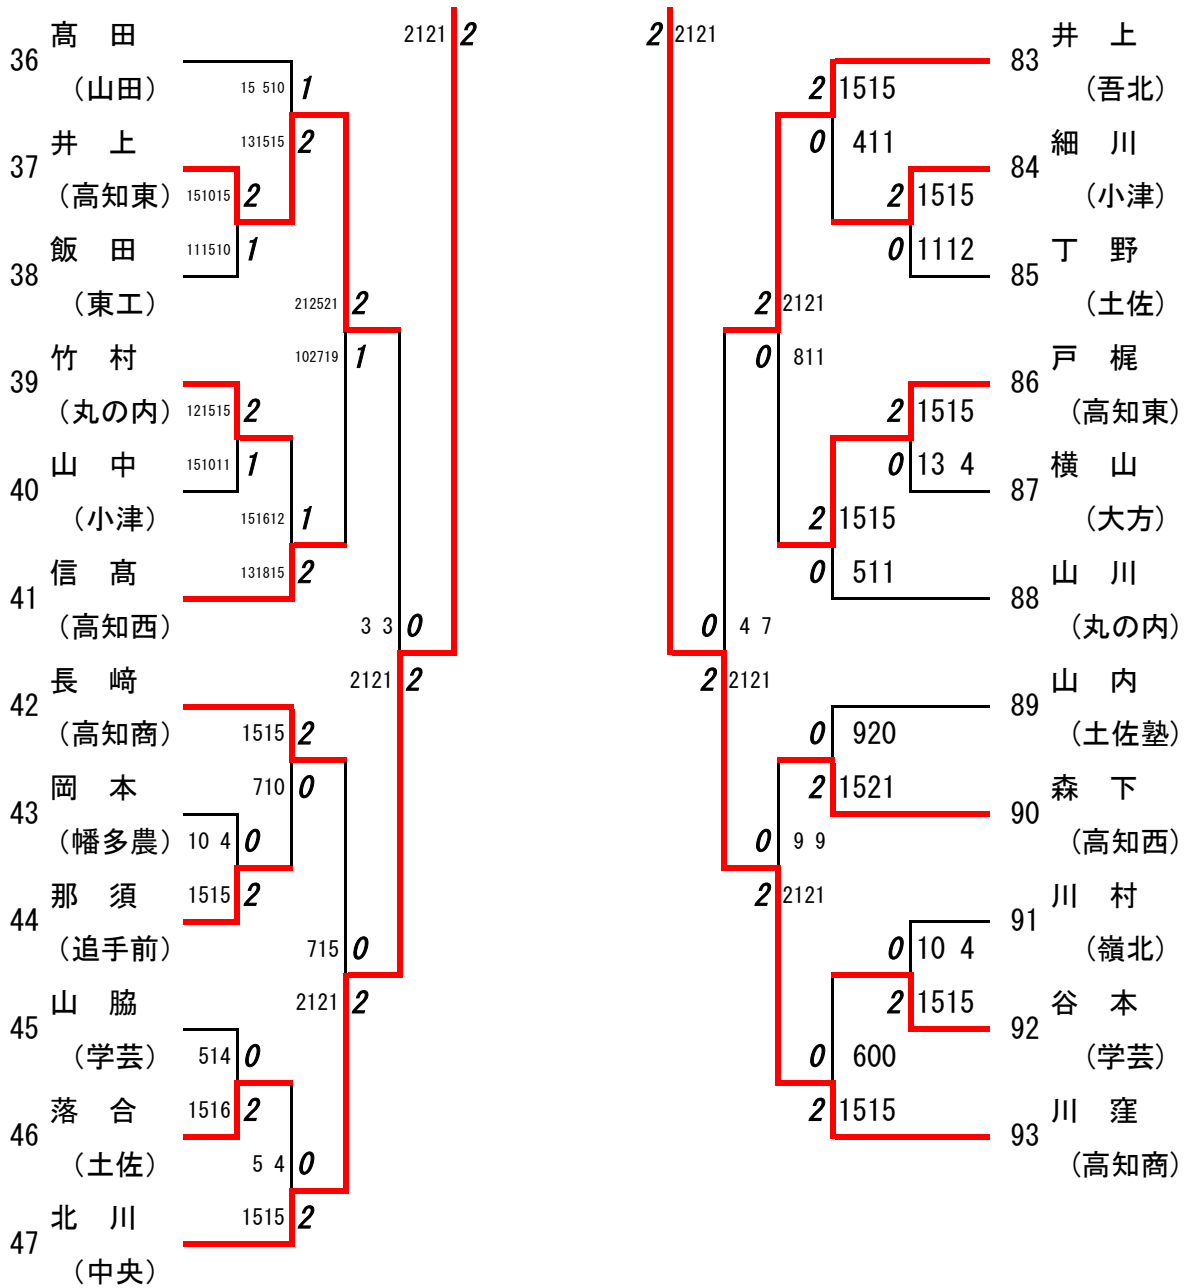 髙 田
36
（山田）
15 510 1
井 上
131515 2
37
（高知東）
151015 2
飯 田
111510 1
38
（東工）
212521 2
竹 村
102719 1
39
（丸の内）
121515 2
山 中
151011 1
40
（小津）
151612 1
信 髙
131815 2
41
（高知西）
3 3 0
長 﨑
2121 2
42
（高知商）
1515 2
岡 本
710 0
43
（幡多農）
10 4 0
那 須
1515 2
44
（追手前）
715 0
山 脇
2121 2
45
（学芸）
514 0
落 合
1516 2
46
（土佐）
5 4 0
北 川
1515 2
47
（中央）
2121 2
2 2121
井 上
83
（吾北）
2 1515
細 川
0 411
84
（小津）
2 1515
丁 野
0 1112
85
（土佐）
2 2121
戸 梶
0 811
86
（高知東）
2 1515
横 山
0 13 4
87
（大方）
2 1515
山 川
0 511
88
（丸の内）
0 4 7
山 内
2 2121
89
（土佐塾）
0 920
森 下
2 1521
90
（高知西）
0 9 9
川 村
2 2121
91
（嶺北）
0 10 4
谷 本
2 1515
92
（学芸）
0 600
川 窪
2 1515
93
（高知商）